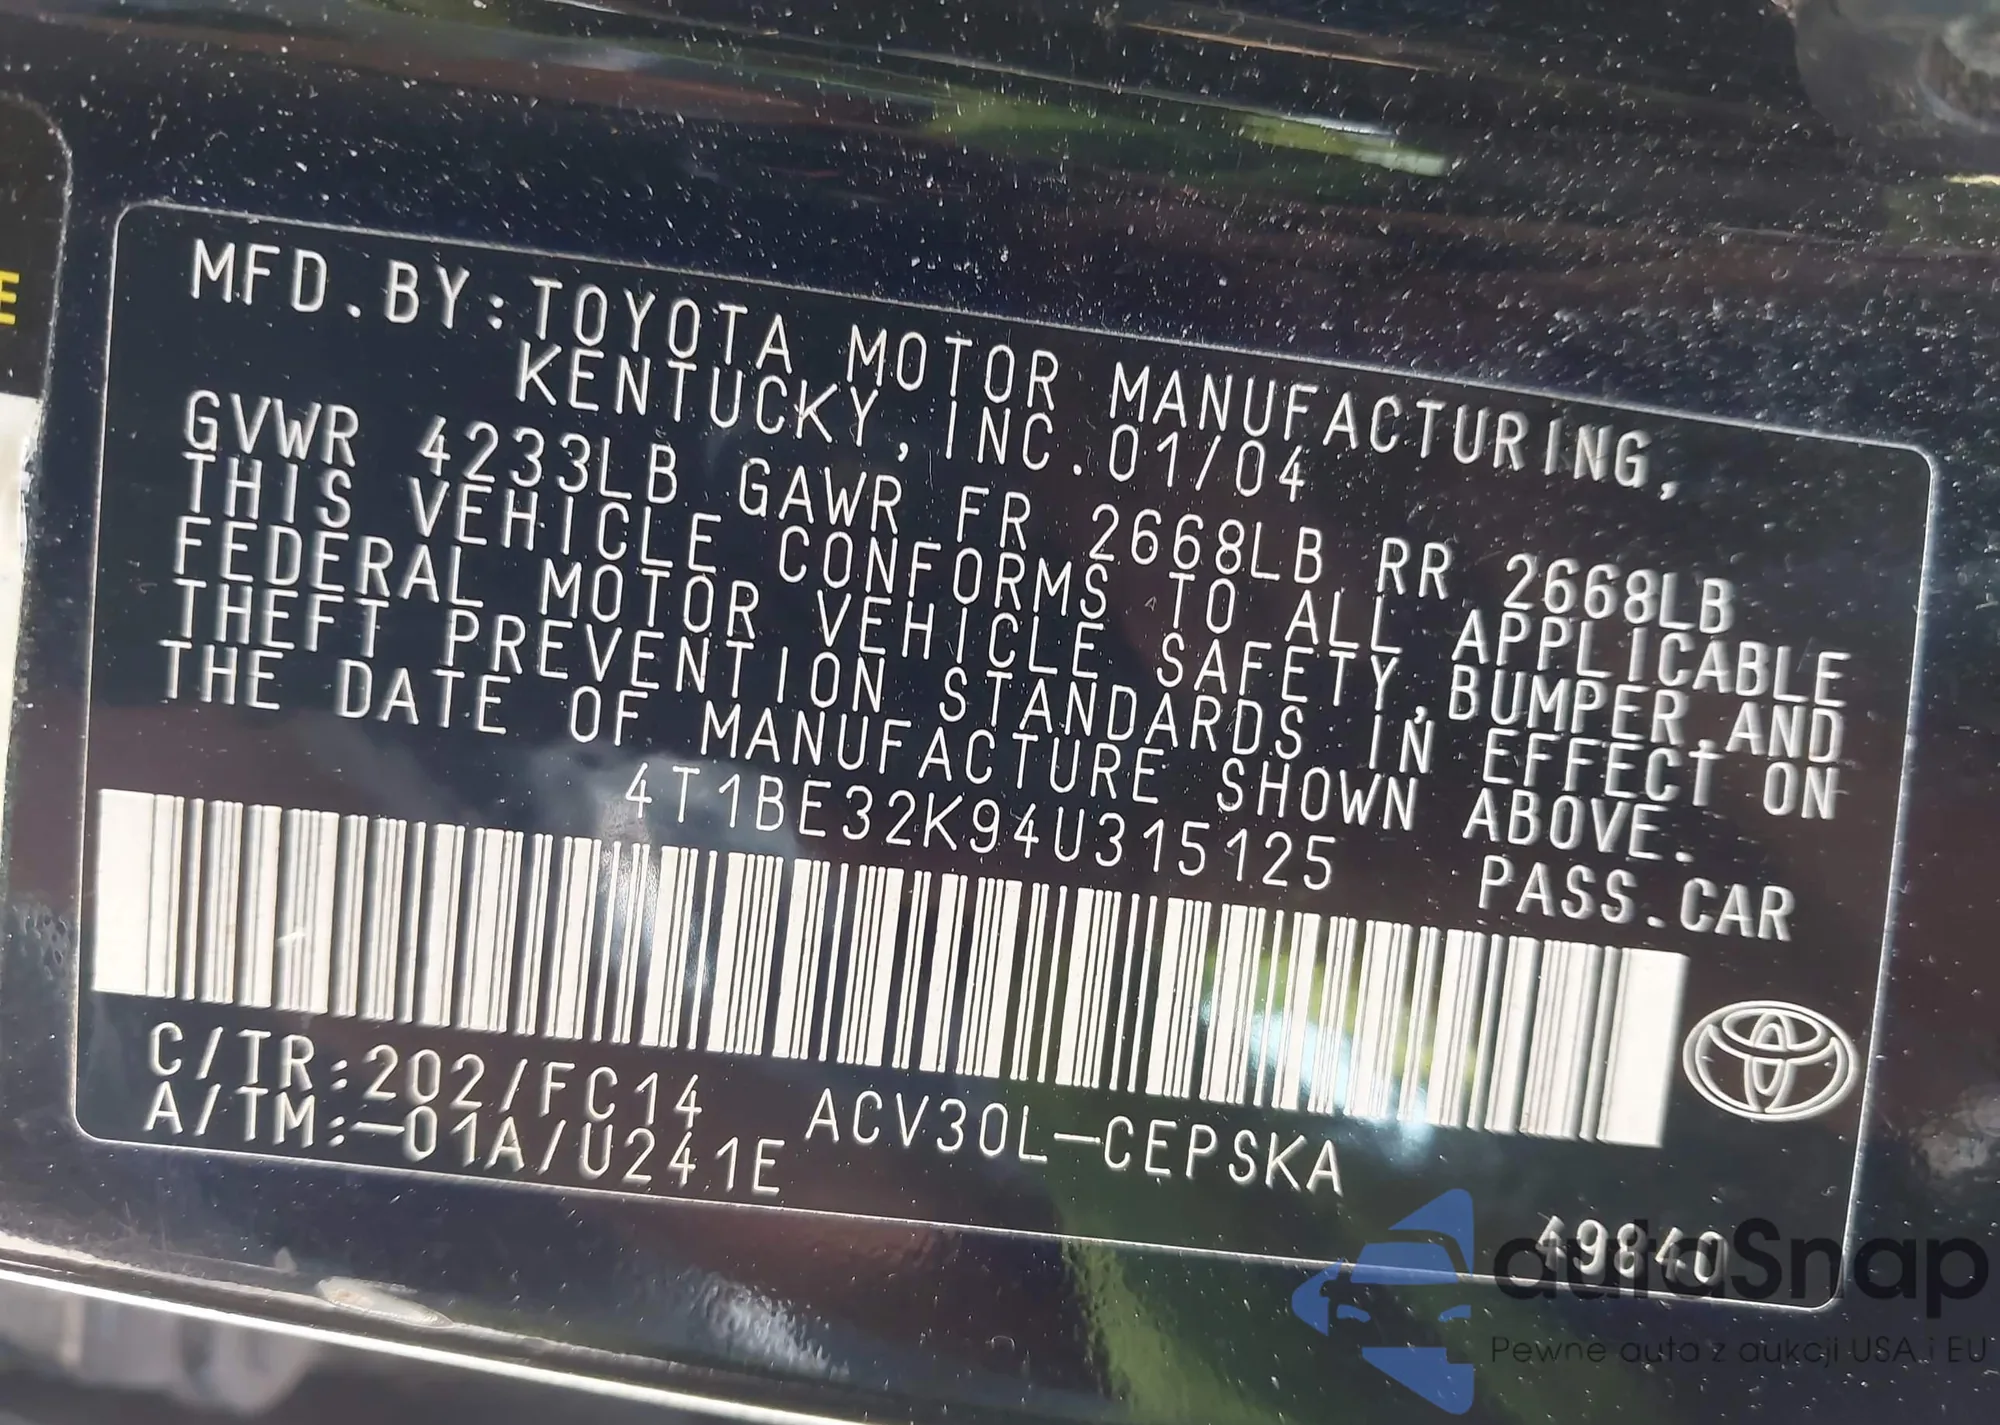 E
MFD.BY:TOYOTA MOTOR MANUFACTURING,
KENTUCKY,INC.01/04
GVWR 4233LB GAWR FR 2668LB RR 2668LB
THIS VEHICLE CONFORMS TO ALL APPLICABLE
FEDERAL MOTOR VEHICLE SAFETY,BUMPER,AND
THEFT PREVENTION STANDARDS IN EFFECT ON
THE DATE OF MANUFACTURE SHOWN ABOVE.
4T1BE32K94U315125 PASS.CAR
C/TR:202/FC14 ACV30L-CEPSKA
A/TM:-01A/U241E
49840
autoSnap
Pewne auta z aukcji USA i EU